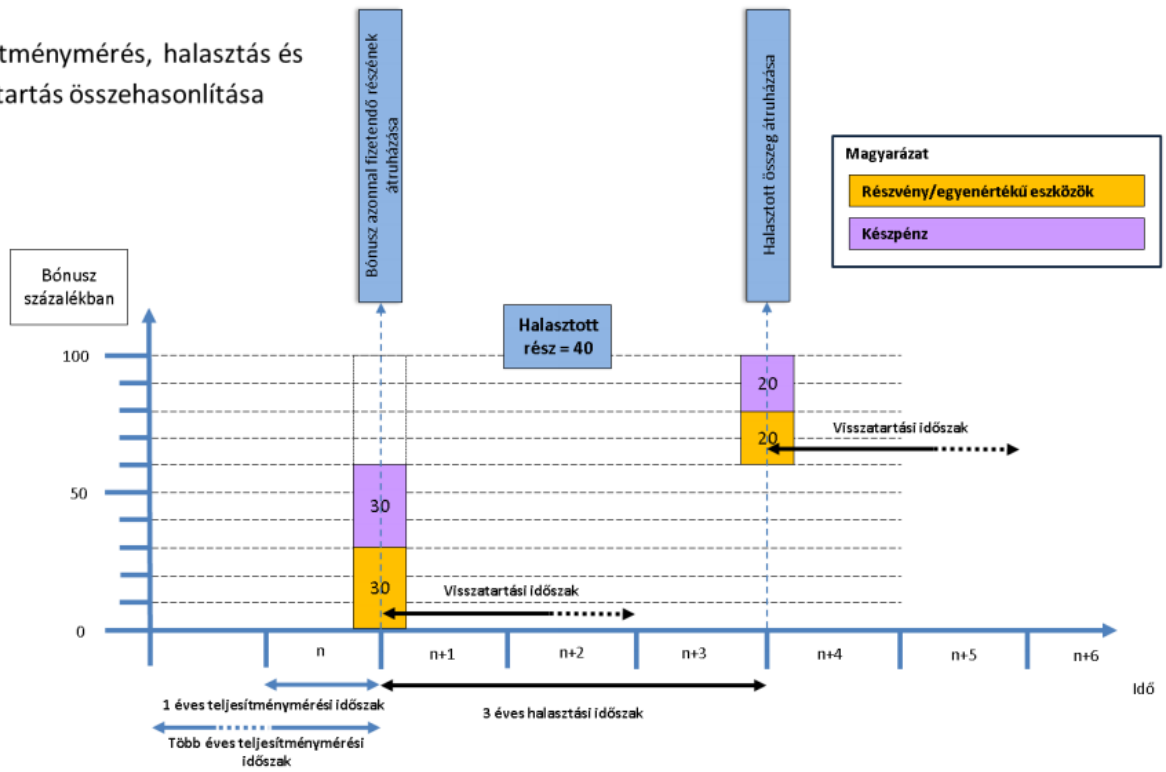 tménymérés, halasztás és
tartás összehasonlítása
Bónusz azonnal fizetendő részének
átruházása
Halasztott összeg átruházása
Magyarázat
Részvény/egyenértékű eszközök
Készpénz
Bónusz
százalékban
Halasztott
rész = 40
100
50
0
20
20
Visszatartási időszak
30
30
Visszatartási időszak
n
n+1
n+2
n+3
n+4
n+5
n+6
Idő
1 éves teljesítménymérési időszak
3 éves halasztási időszak
Több éves teljesítménymérési
időszak